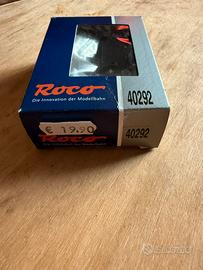 Roco
Die Innovation der Modellbahn
40292
€ 19,90
Roco
40292